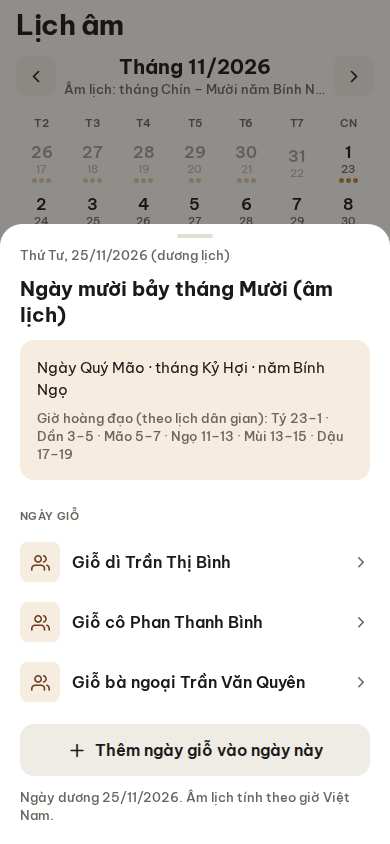 Lịch âm
Tháng 11/2026
Âm lịch: tháng Chín – Mười năm Bính N...
T2 T3 T4 T5 T6 T7 CN
26 27 28 29 30 31 1
17 18 19 20 21 22 23
2 3 4 5 6 7 8
24 25 26 27 28 29 30
Thứ Tư, 25/11/2026 (dương lịch)
Ngày mười bảy tháng Mười (âm
lịch)
Ngày Quý Mão · tháng Kỷ Hợi · năm Bính
Ngọ
Giờ hoàng đạo (theo lịch dân gian): Tý 23–1 ·
Dần 3–5 · Mão 5–7 · Ngọ 11–13 · Mùi 13–15 · Dậu
17–19
NGÀY GIỖ
Giỗ dì Trần Thị Bình
Giỗ cô Phan Thanh Bình
Giỗ bà ngoại Trần Văn Quyên
Thêm ngày giỗ vào ngày này
Ngày dương 25/11/2026. Âm lịch tính theo giờ Việt
Nam.